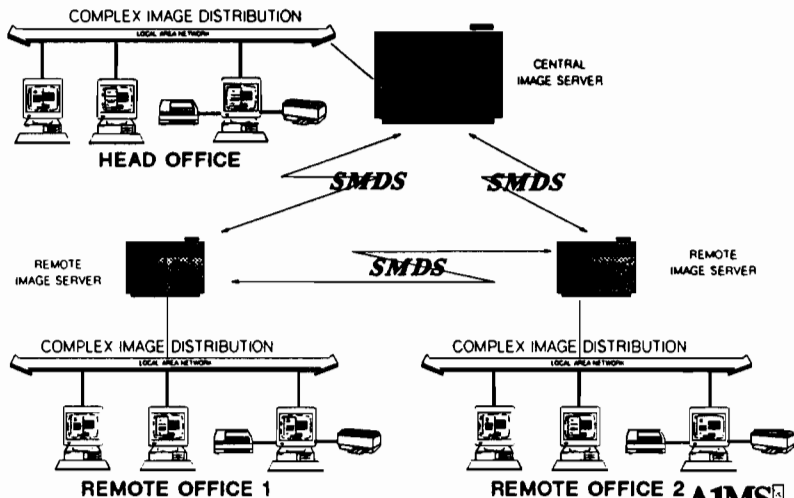 COMPLEX IMAGE DISTRIBUTION
LOCAL AREA NETWORK
CENTRAL
IMAGE SERVER
HEAD OFFICE
SMDS
SMDS
REMOTE
IMAGE SERVER
SMDS
REMOTE
IMAGE SERVER
COMPLEX IMAGE DISTRIBUTION
LOCAL AREA NETWORK
REMOTE OFFICE 1
COMPLEX IMAGE DISTRIBUTION
LOCAL AREA NETWORK
REMOTE OFFICE 2
AIMS